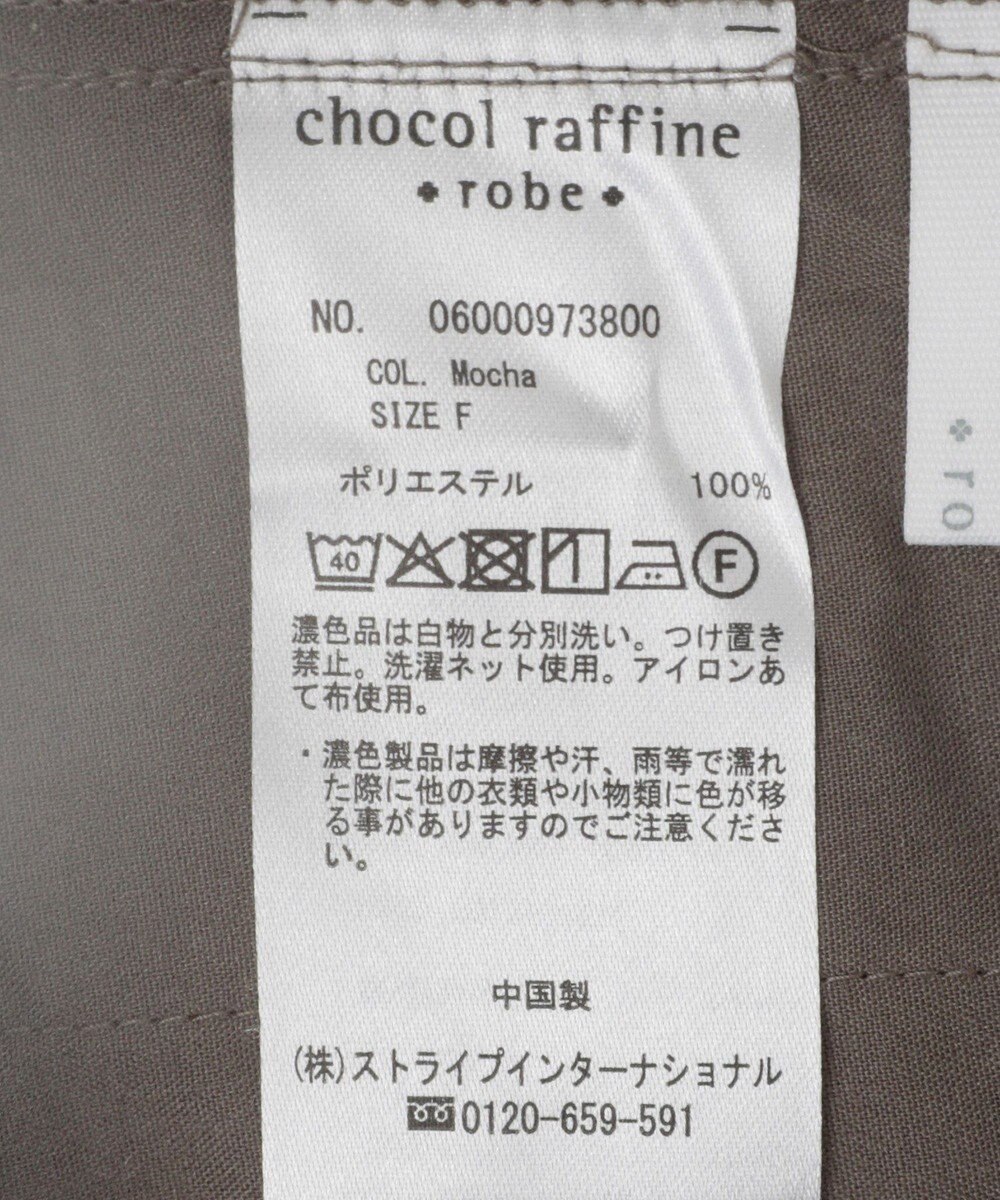 chocol raffine
robe
NO. 06000973800
COL. Mocha
SIZE F
ポリエステル 100%
40 F
濃色品は白物と分別洗い。つけ置き
禁止。洗濯ネット使用。アイロンあ
て布使用。
・濃色製品は摩擦や汗、雨等で濡れ
た際に他の衣類や小物類に色が移
る事がありますのでご注意くださ
い。
中国製
(株)ストライプインターナショナル
0120-659-591
ro